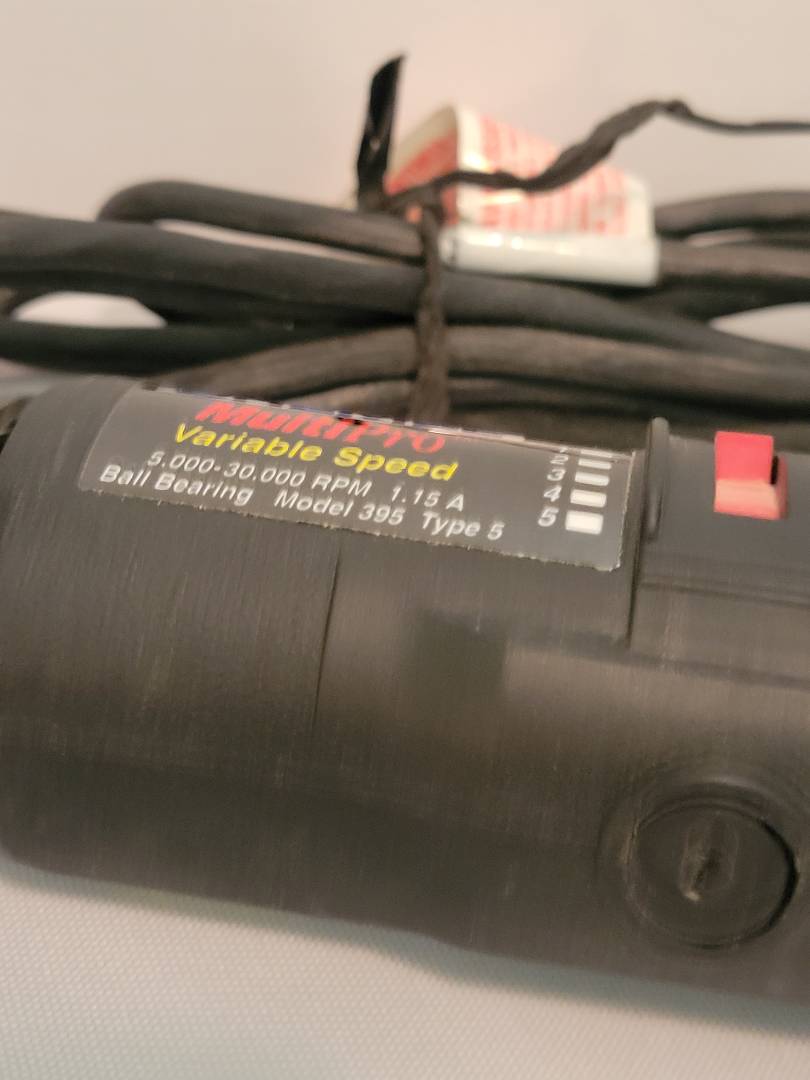 MultiPro
Variable Speed
5,000-30,000 RPM 1.15 A
Ball Bearing Model 395 Type 5
2
3
4
5